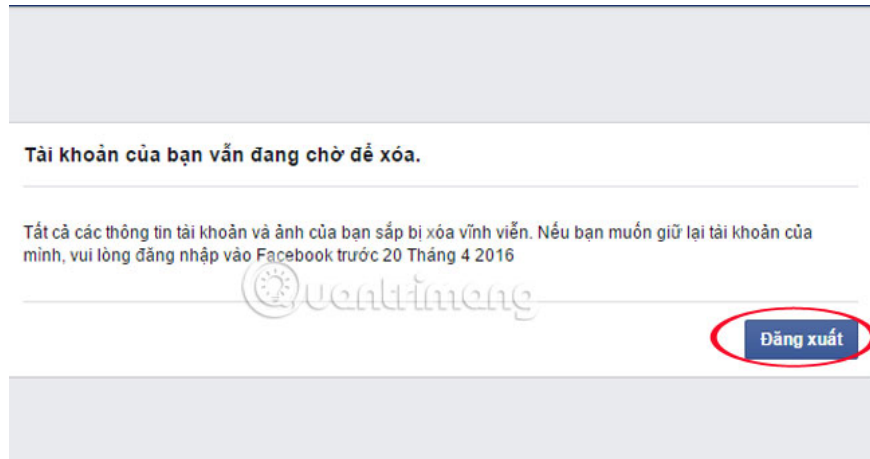 Tài khoản của bạn vẫn đang chờ để xóa.
Tất cả các thông tin tài khoản và ảnh của bạn sắp bị xóa vĩnh viễn. Nếu bạn muốn giữ lại tài khoản của
mình, vui lòng đăng nhập vào Facebook trước 20 Tháng 4 2016
Quantrimang
Đăng xuất